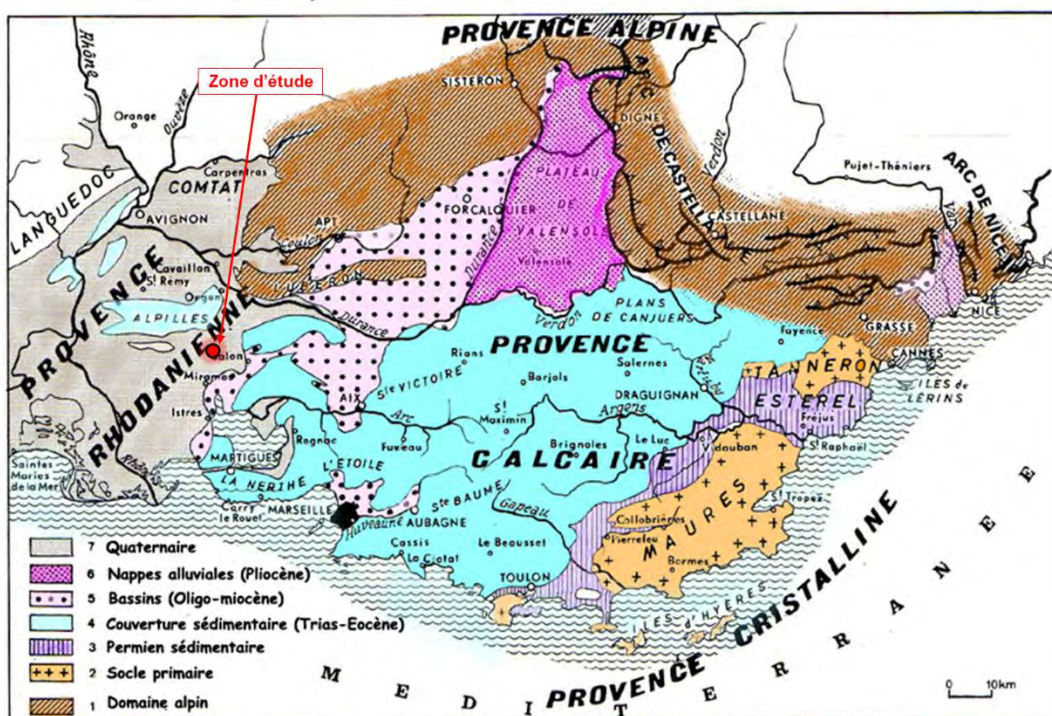 PROVENCE ALPINE
Rhône
Zone d'étude
SISTERON
ARC DE CASTELLA
Orange
Ouvèze
DIGNE
Verdon
Pujet-Théniers
ARC DE NICE
Var
LANGUEDOC
Carpentras
COMTAT
PLATEAU
DE
VALENSOLE
Valensole
FORCALQUIER
CASTELLANE
AVIGNON
APT
Durance
LUBERON
Cavaillon
St Rémy
Orgon
ALPILLES
Durance
Verdon
PLANS
DE CANJUERS
GRASSE
NICE
PROVENCE
RHODANIENNE
Salon
Miramas
Istres
PROVENCE
CALCAIRE
Rians
Salernes
Fayence
CANNES
Ste VICTOIRE
Barjols
TANNERON
ILES de
LÉRINS
AIX
DRAGUIGNAN
ESTEREL
Arc
St
Maximin
Argens
Fréjus
St Raphaël
Rognac
Fuveau
Brignoles
Le Luc
Vidauban
MARTIGUES
L'ETOILE
Saintes
Maries
de la Mer
Rhône
LA NERTHE
Ste BAUME
St Tropez
Carry
le Rouet
MARSEILLE
Huveaune
AUBAGNE
Gapeau
Collobrières
Pierrefeu
MAURES
Cassis
La Ciotat
Le Beausset
Bormes
TOULON
ILES d'HYÈRES
PROVENCE CRISTALLINE
MEDITERRANEE
7 Quaternaire
6 Nappes alluviales (Pliocène)
5 Bassins (Oligo-miocène)
4 Couverture sédimentaire (Trias-Eocène)
3 Permien sédimentaire
2 Socle primaire
1 Domaine alpin
0 10km